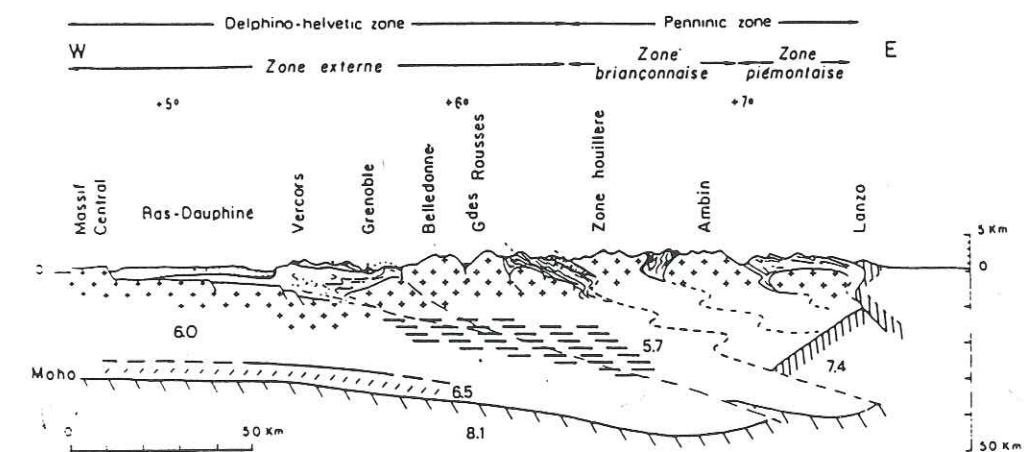 Delphino-helvetic zone
Penninic zone
W
E
Zone externe
Zone briançonnaise
Zone piémontaise
+5°
+6°
+7°
Massif Central
Bas-Dauphiné
Vercors
Grenoble
Belledonne
Gdes Rousses
Zone houillere
Ambin
Lanzo
5 Km
0
0
6.0
5.7
7.4
Moho
6.5
8.1
0
50 Km
50 Km